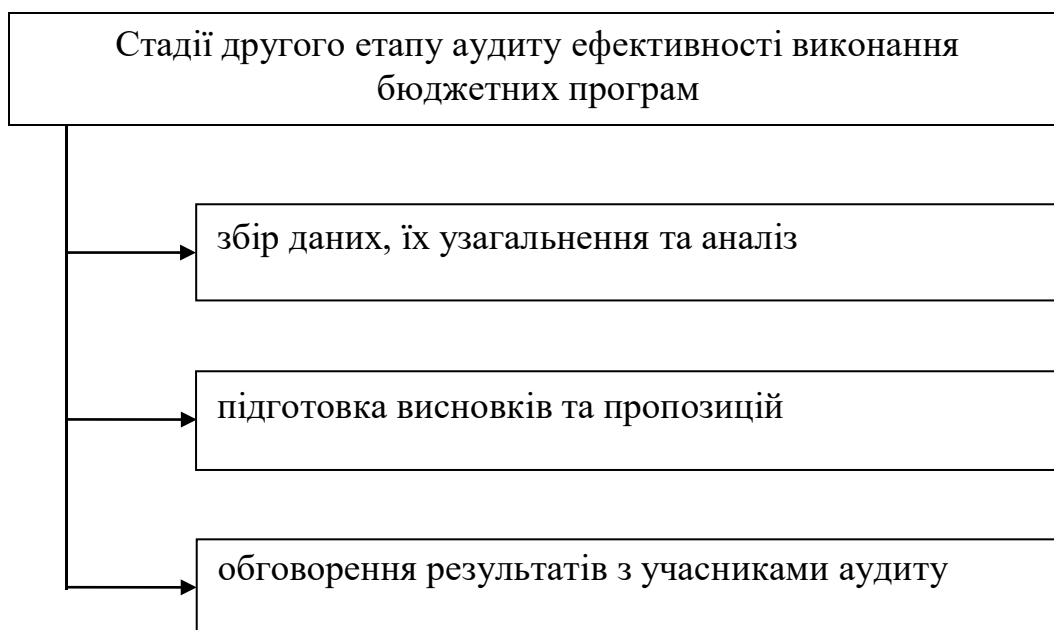 Стадії другого етапу аудиту ефективності виконання
бюджетних програм
збір даних, їх узагальнення та аналіз
підготовка висновків та пропозицій
обговорення результатів з учасниками аудиту